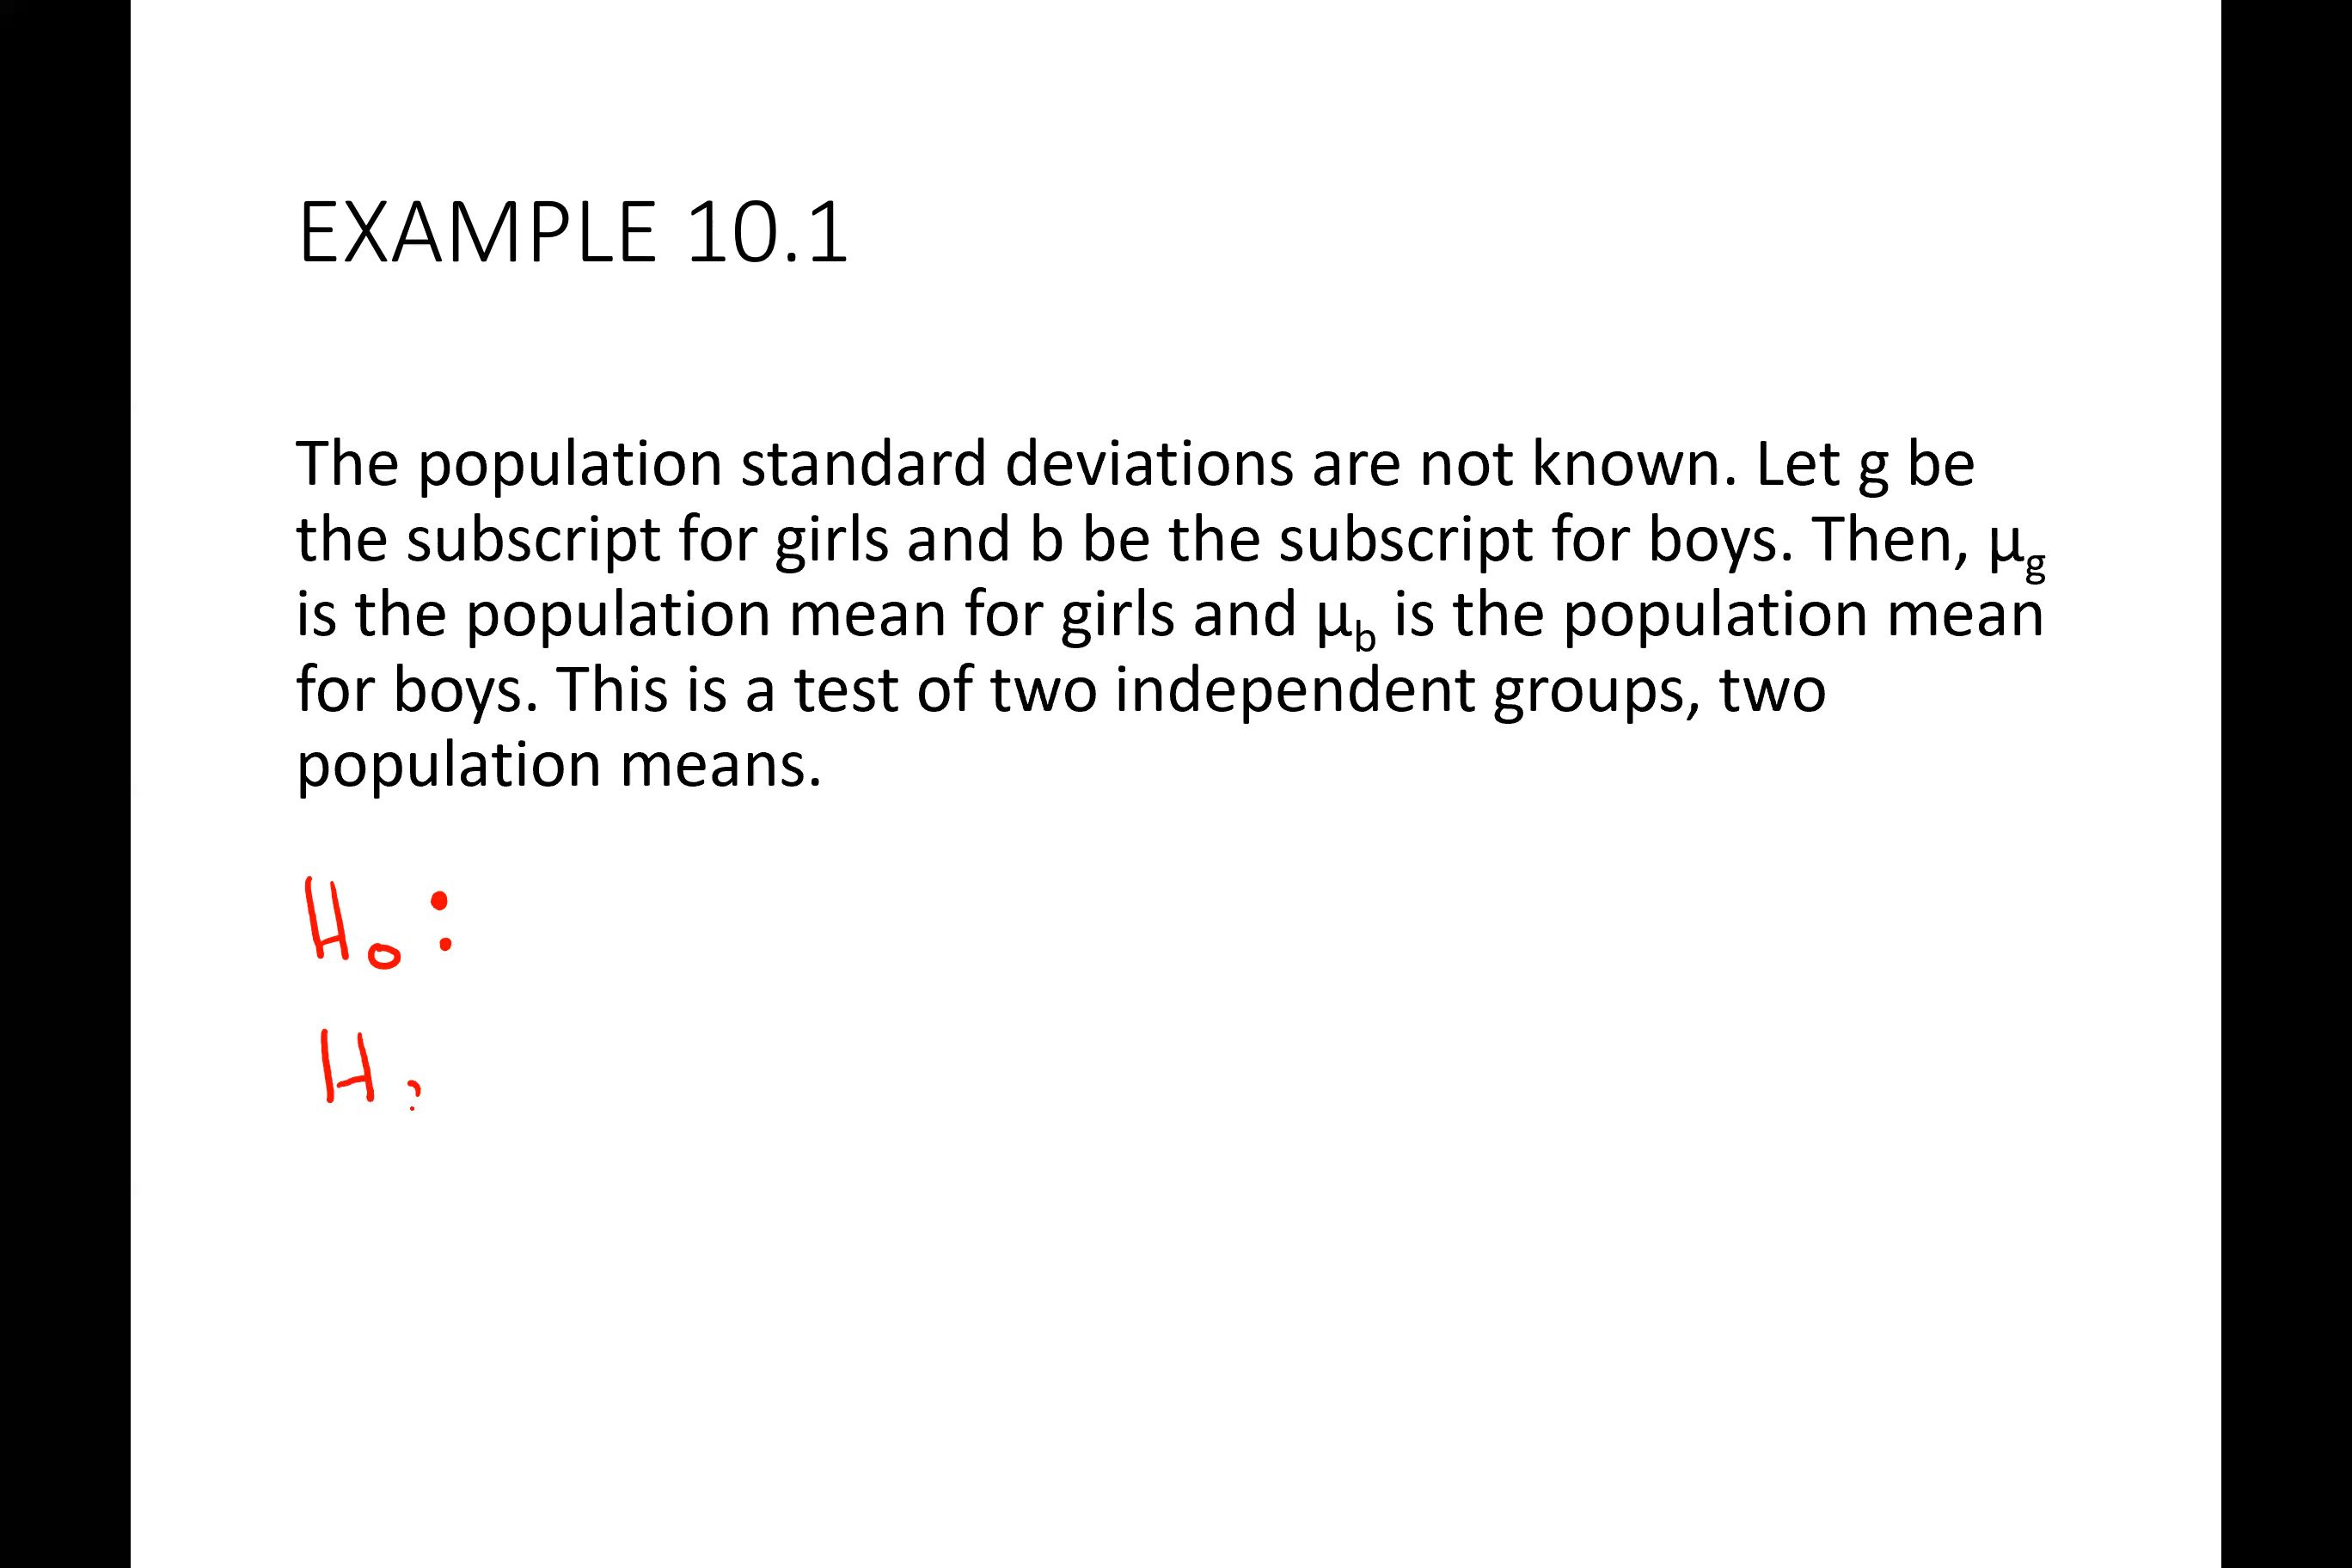 EXAMPLE 10.1
The population standard deviations are not known. Let g be
the subscript for girls and b be the subscript for boys. Then, μg
is the population mean for girls and μb is the population mean
for boys. This is a test of two independent groups, two
population means.
H₀:
H